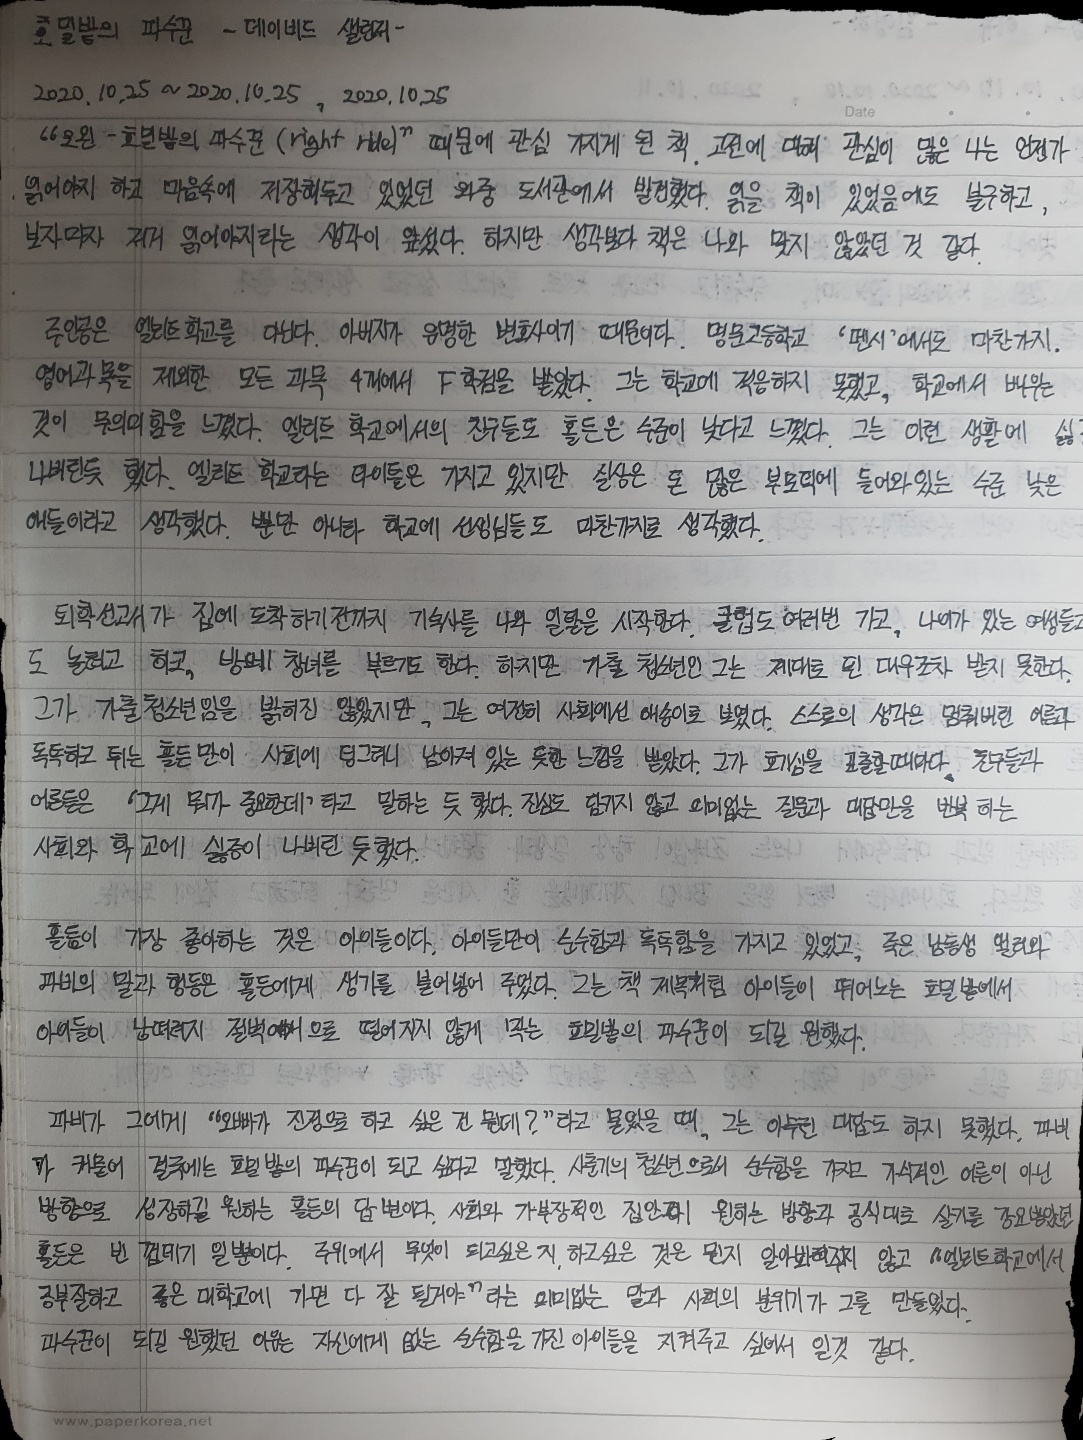 호밀밭의 파수꾼 - 데이비드 샐린저 -
2020.10.25 ~ 2020.10.25, 2020.10.25
Date
"오왼 - 호밀밭의 파수꾼 (right 때문에 관심 가지게 된 책. 고전에 대해 관심이 많은 나는 언젠가
읽어야지 하고 마음속에 저장해두고 있었던 와중 도서관에서 발견했다. 읽을 책이 있었음에도 불구하고,
보자마자 저거 읽어야지라는 생각이 앞섰다. 하지만 생각보다 책은 나와 맞지 않았던 것 같다.
주인공은 엘리트학교를 다닌다. 아버지가 유명한 변호사이기 때문이다. 명문고등학교 '펜시'에서도 마찬가지.
영어과목을 제외한 모든 과목 4개에서 F학점을 받았다. 그는 학교에 적응하지 못했고, 학교에서 배우는
것이 무의미함을 느꼈다. 엘리트 학교에서의 친구들도 홀든은 수준이 낮다고 느꼈다. 그는 이런 생활에
나버린듯 했다. 엘리트 학교라는 타이틀은 가지고 있지만 실상은 돈 많은 부모덕에 들어와있는 수준 낮은
애들이라고 생각했다. 뿐만 아니라 학교에 선생님들도 마찬가지로 생각했다.
퇴학선고서가 집에 도착하기전까지 기숙사를 나와 일탈을 시작한다. 클럽도 여러번 가고, 나이가 있는 여성들과
도 놀려고 하고, 방으로 창녀를 부르기도 한다. 하지만 가출 청소년인 그는 제대로 된 대우조차 받지 못한다.
그가 가출청소년임을 밝히진 않았지만, 그는 여전히 사회에선 애송이로 보였다. 스스로의 생각은 멈춰버린 어른과
독특하고 튀는 홀든만이 사회에 덩그러니 남아져 있는 듯한 느낌을 받았다. 그가 호기심을 표출할때마다, 친구들과
어른들은 '그게 뭐가 중요한데' 라고 말하는 듯 했다. 진심도 담기지 않고 의미없는 질문과 대답만을 반복 하는
사회와 학교에 싫증이 나버린 듯했다.
홀든이 가장 좋아하는 것은 아이들이다. 아이들만이 순수함과 독특함을 가지고 있었고, 죽은 남동생 앨리와
피비의 말과 행동은 홀든에게 생기를 불어넣어 주었다. 그는 책 제목처럼 아이들이 뛰어노는 호밀밭에서
아이들이 낭떠러지 절벽 으로 떨어지지 않게 막는 호밀밭의 파수꾼이 되길 원했다.
피비가 그에게 "오빠가 진정으로 하고 싶은 건 뭔데?"라고 물었을 때, 그는 아무런 대답도 하지 못했다. 피비
가 캐물어 결국에는 호밀밭의 파수꾼이 되고 싶다고 말했다. 사춘기의 청소년으로서 순수함을 가지고 가식적인 어른이 아닌
방향으로 성장하길 원하는 홀든의 답변이다. 사회와 가부장적인 집안 이 원하는 방향과 공식대로 살기를 강요받았던
홀든은 빈 껍데기 일뿐이다. 주위에서 무엇이 되고싶은지, 하고싶은 것은 뭔지 않고 "엘리트학교에서
공부잘하고 좋은 대학교에 가면 다 잘 될거야"라는 의미없는 말과 사회의 분위기가 그를 만들었다.
파수꾼이 되길 원했던 이유는 자신에게 없는 순수함을 가진 아이들을 지켜주고 싶어서 일것 같다.
www.paperkorea.net